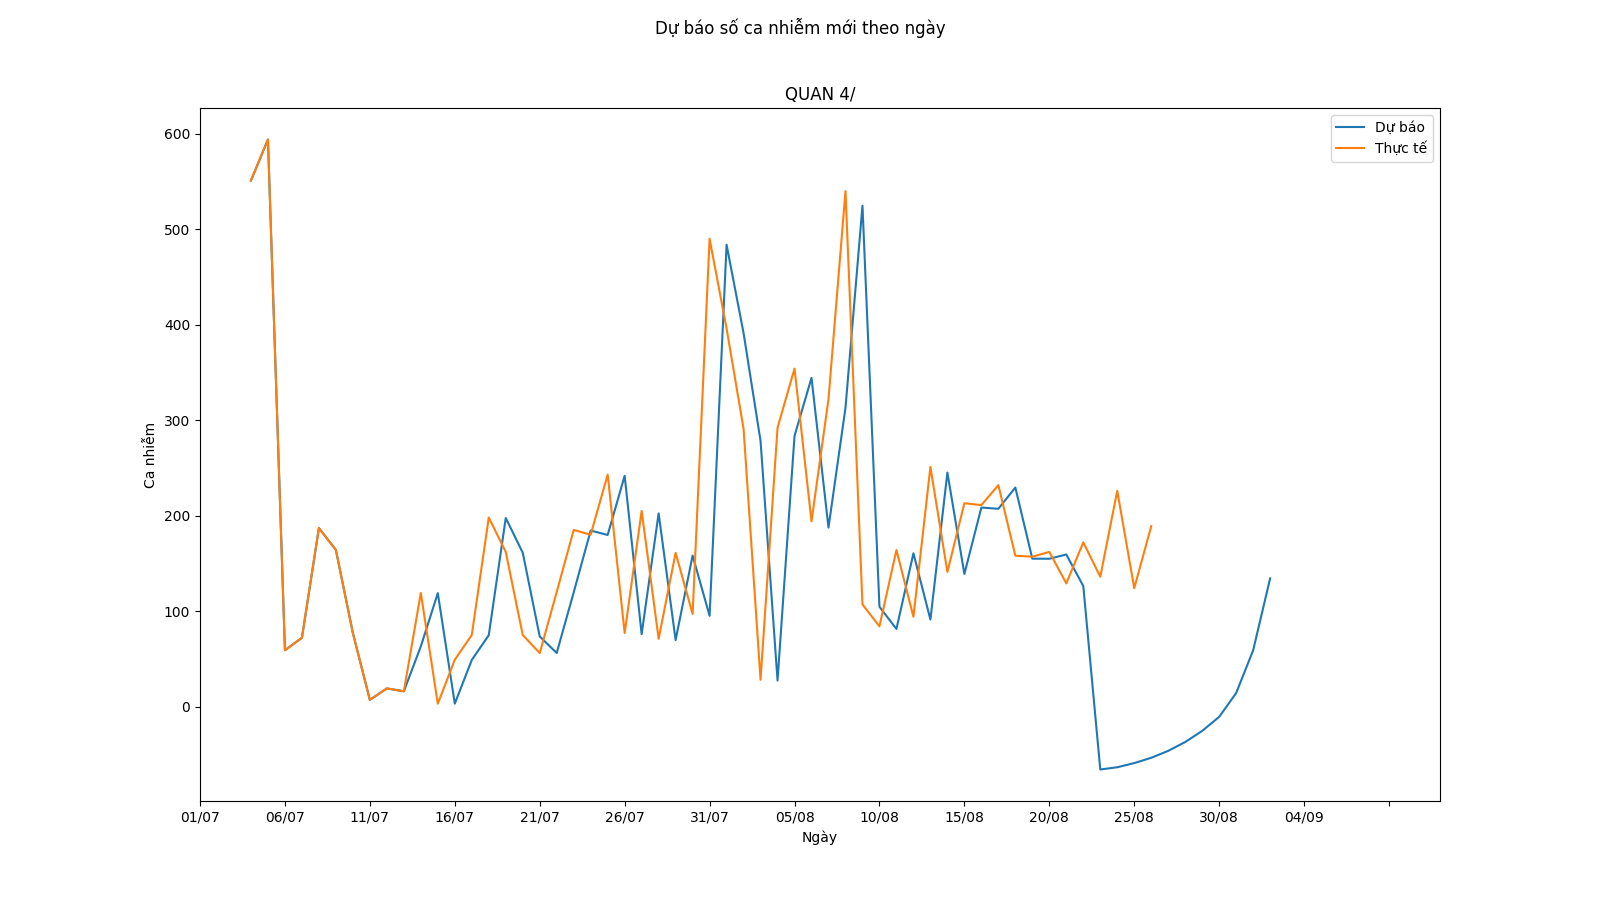 Dự báo số ca nhiễm mới theo ngày
QUAN 4/
Dự báo
Thực tế
600
500
400
300
200
100
0
Ca nhiễm
01/07 06/07 11/07 16/07 21/07 26/07 31/07 05/08 10/08 15/08 20/08 25/08 30/08 04/09
Ngày